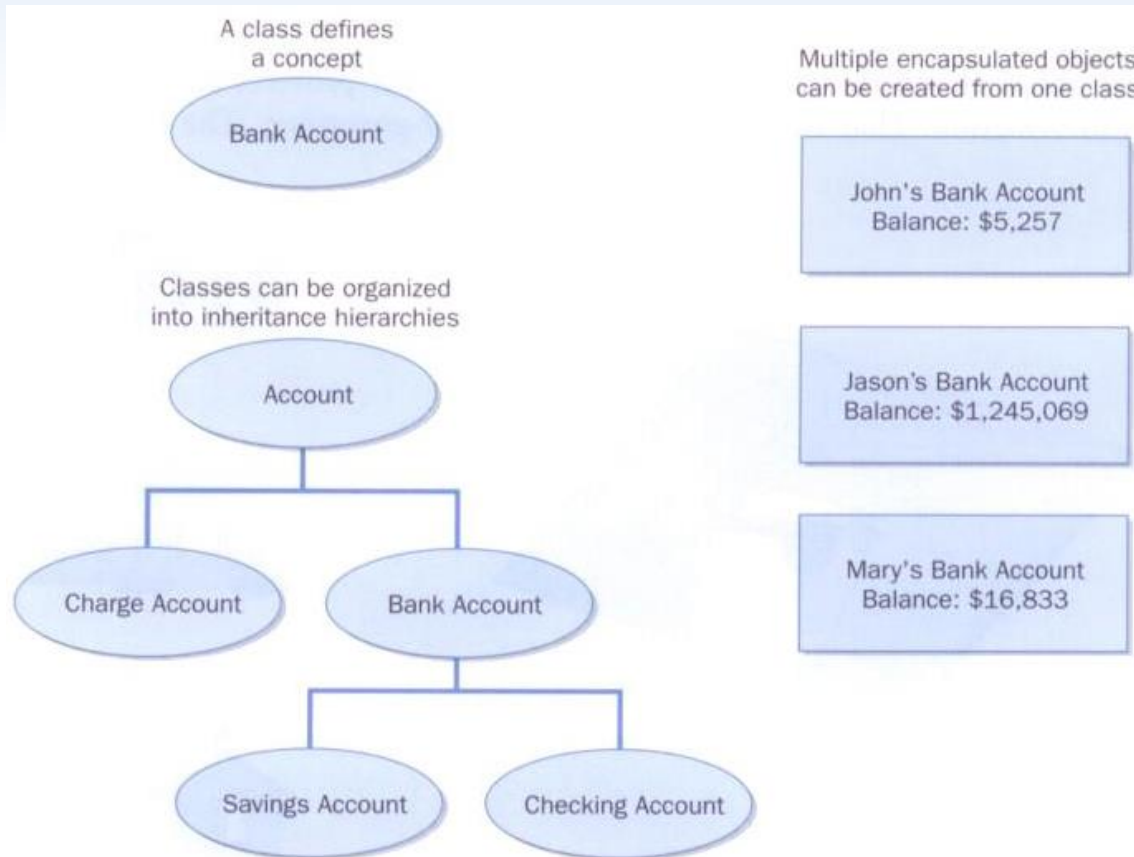 A class defines
a concept
Bank Account
Multiple encapsulated objects
can be created from one class
John's Bank Account
Balance: $5,257
Classes can be organized
into inheritance hierarchies
Account
Jason's Bank Account
Balance: $1,245,069
Mary's Bank Account
Balance: $16,833
Charge Account
Bank Account
Savings Account
Checking Account